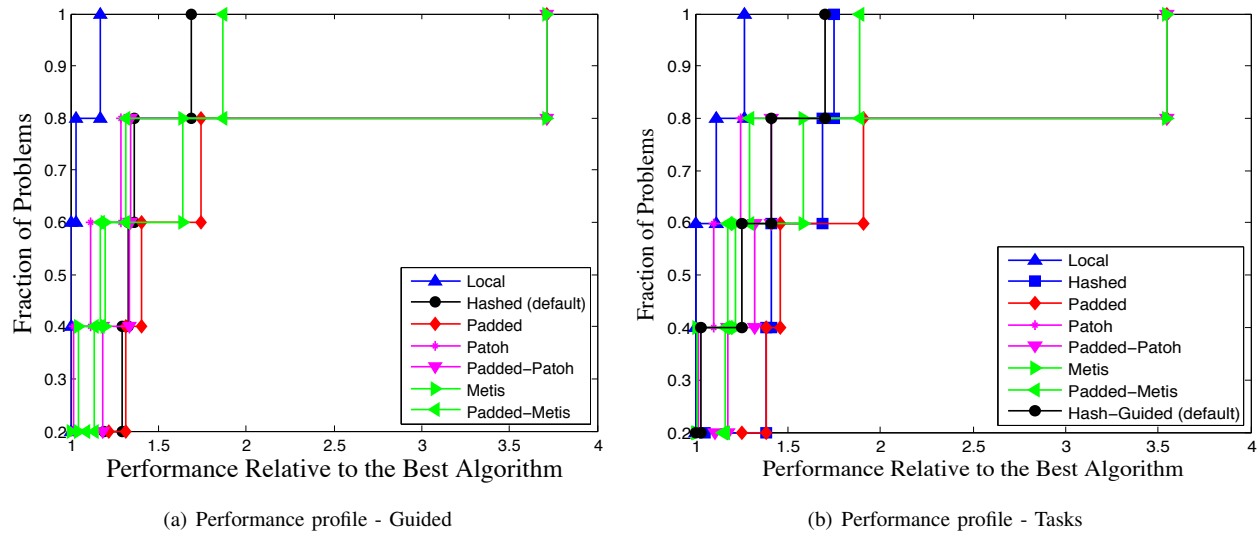 1
0.9
0.8
0.7
0.6
0.5
0.4
0.3
0.2
Fraction of Problems
1
1.5
2
2.5
3
3.5
4
Performance Relative to the Best Algorithm
Local
Hashed (default)
Padded
Patoh
Padded-Patoh
Metis
Padded-Metis
(a) Performance profile - Guided
1
0.9
0.8
0.7
0.6
0.5
0.4
0.3
0.2
Fraction of Problems
1
1.5
2
2.5
3
3.5
4
Performance Relative to the Best Algorithm
Local
Hashed
Padded
Patoh
Padded-Patoh
Metis
Padded-Metis
Hash-Guided (default)
(b) Performance profile - Tasks